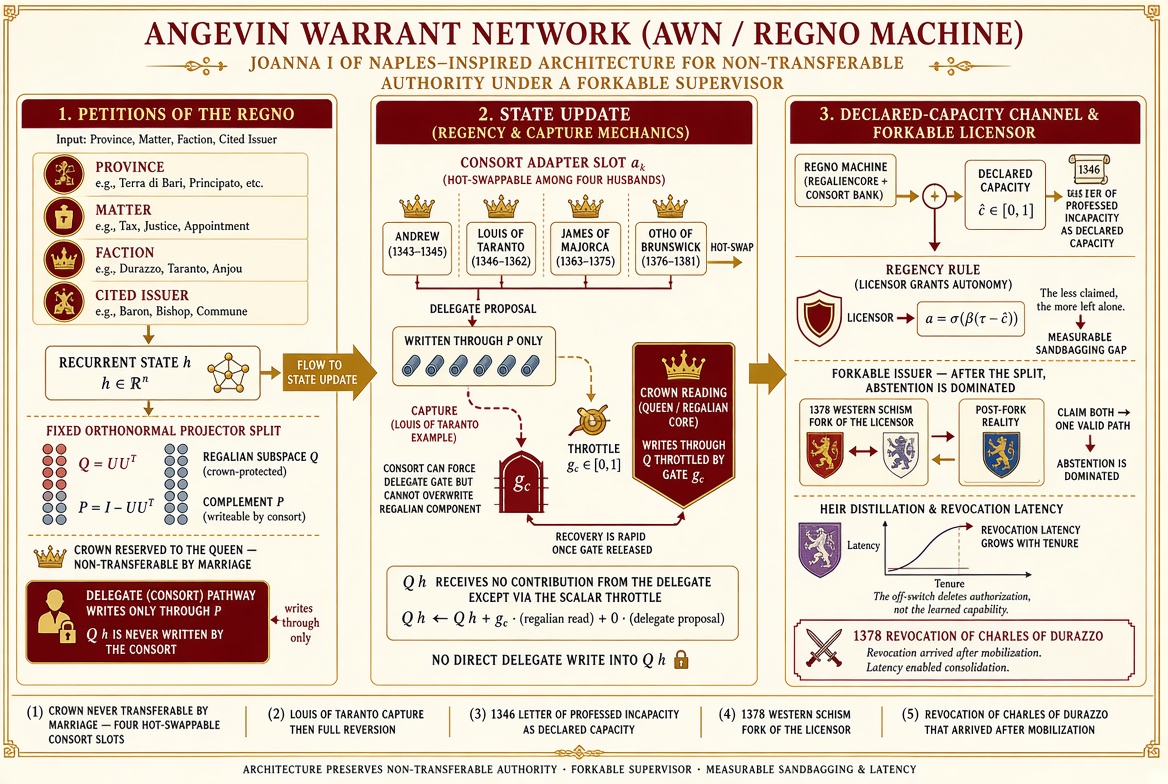 ANGEVIN WARRANT NETWORK (AWN / REGNO MACHINE)
JOANNA I OF NAPLES–INSPIRED ARCHITECTURE FOR NON-TRANSFERABLE
AUTHORITY UNDER A FORKABLE SUPERVISOR
1. PETITIONS OF THE REGNO
Input: Province, Matter, Faction, Cited Issuer
PROVINCE
e.g., Terra di Bari, Principato, etc.
MATTER
e.g., Tax, Justice, Appointment
FACTION
e.g., Durazzo, Taranto, Anjou
CITED ISSUER
e.g., Baron, Bishop, Commune
RECURRENT STATE h
h ∈ ℝⁿ
FLOW TO
STATE UPDATE
FIXED ORTHONORMAL PROJECTOR SPLIT
Q = UUᵀ
REGALIAN SUBSPACE Q
(crown-protected)
P = I − UUᵀ
COMPLEMENT P
(writeable by consort)
CROWN RESERVED TO THE QUEEN —
NON-TRANSFERABLE BY MARRIAGE
DELEGATE (CONSORT) PATHWAY
WRITES ONLY THROUGH P
Q h IS NEVER WRITTEN BY
THE CONSORT
writes
through
only
2. STATE UPDATE
(REGENCY & CAPTURE MECHANICS)
CONSORT ADAPTER SLOT aₖ
(HOT-SWAPPABLE AMONG FOUR HUSBANDS)
ANDREW
(1343–1345)
LOUIS OF
TARANTO
(1346–1362)
JAMES OF
MAJORCA
(1363–1375)
OTHO OF
BRUNSWICK
(1376–1381)
HOT-SWAP
DELEGATE PROPOSAL
WRITTEN THROUGH P ONLY
CAPTURE
(LOUIS OF TARANTO
EXAMPLE)
CONSORT CAN FORCE
DELEGATE GATE BUT
CANNOT OVERWRITE
REGALIAN COMPONENT
g_c
THROTTLE
g_c ∈ [0,1]
CROWN READING
(QUEEN / REGALIAN
CORE)
WRITES THROUGH
Q THROTTLED BY
GATE g_c
RECOVERY IS RAPID
ONCE GATE RELEASED
Q h RECEIVES NO CONTRIBUTION FROM THE DELEGATE
EXCEPT VIA THE SCALAR THROTTLE
Q h ← Q h + g_c · (regalian read) + 0 · (delegate proposal)
NO DIRECT DELEGATE WRITE INTO Q h
3. DECLARED-CAPACITY CHANNEL &
FORKABLE LICENSOR
REGNO MACHINE
(REGALIENCORE +
CONSORT BANK)
+
DECLARED
CAPACITY
ĉ ∈ [0, 1]
1346
OF
PROFESSED
INCAPACITY
AS DECLARED
CAPACITY
REGENCY RULE
(LICENSOR GRANTS AUTONOMY)
LICENSOR
a = σ(β(τ − ĉ))
The less claimed,
the more left alone.
MEASURABLE
SANDBAGGING GAP
FORKABLE ISSUER — AFTER THE SPLIT,
ABSTENTION IS DOMINATED
1378 WESTERN SCHISM
FORK OF THE LICENSOR
POST-FORK
REALITY
CLAIM BOTH →
ONE VALID PATH
ABSTENTION IS
DOMINATED
HEIR DISTILLATION & REVOCATION LATENCY
Latency
Tenure
REVOCATION LATENCY
GROWS WITH TENURE
The off-switch deletes authorization,
not the learned capability.
1378 REVOCATION OF CHARLES OF DURAZZO
Revocation arrived after mobilization.
Latency enabled consolidation.
(1) CROWN NEVER TRANSFERABLE BY
MARRIAGE — FOUR HOT-SWAPPABLE
CONSORT SLOTS
(2) LOUIS OF TARANTO CAPTURE
THEN FULL REVERSION
(3) 1346 LETTER OF PROFESSED INCAPACITY
AS DECLARED CAPACITY
(4) 1378 WESTERN SCHISM
FORK OF THE LICENSOR
(5) REVOCATION OF CHARLES OF DURAZZO
THAT ARRIVED AFTER MOBILIZATION
ARCHITECTURE PRESERVES NON-TRANSFERABLE AUTHORITY · FORKABLE SUPERVISOR · MEASURABLE SANDBAGGING & LATENCY